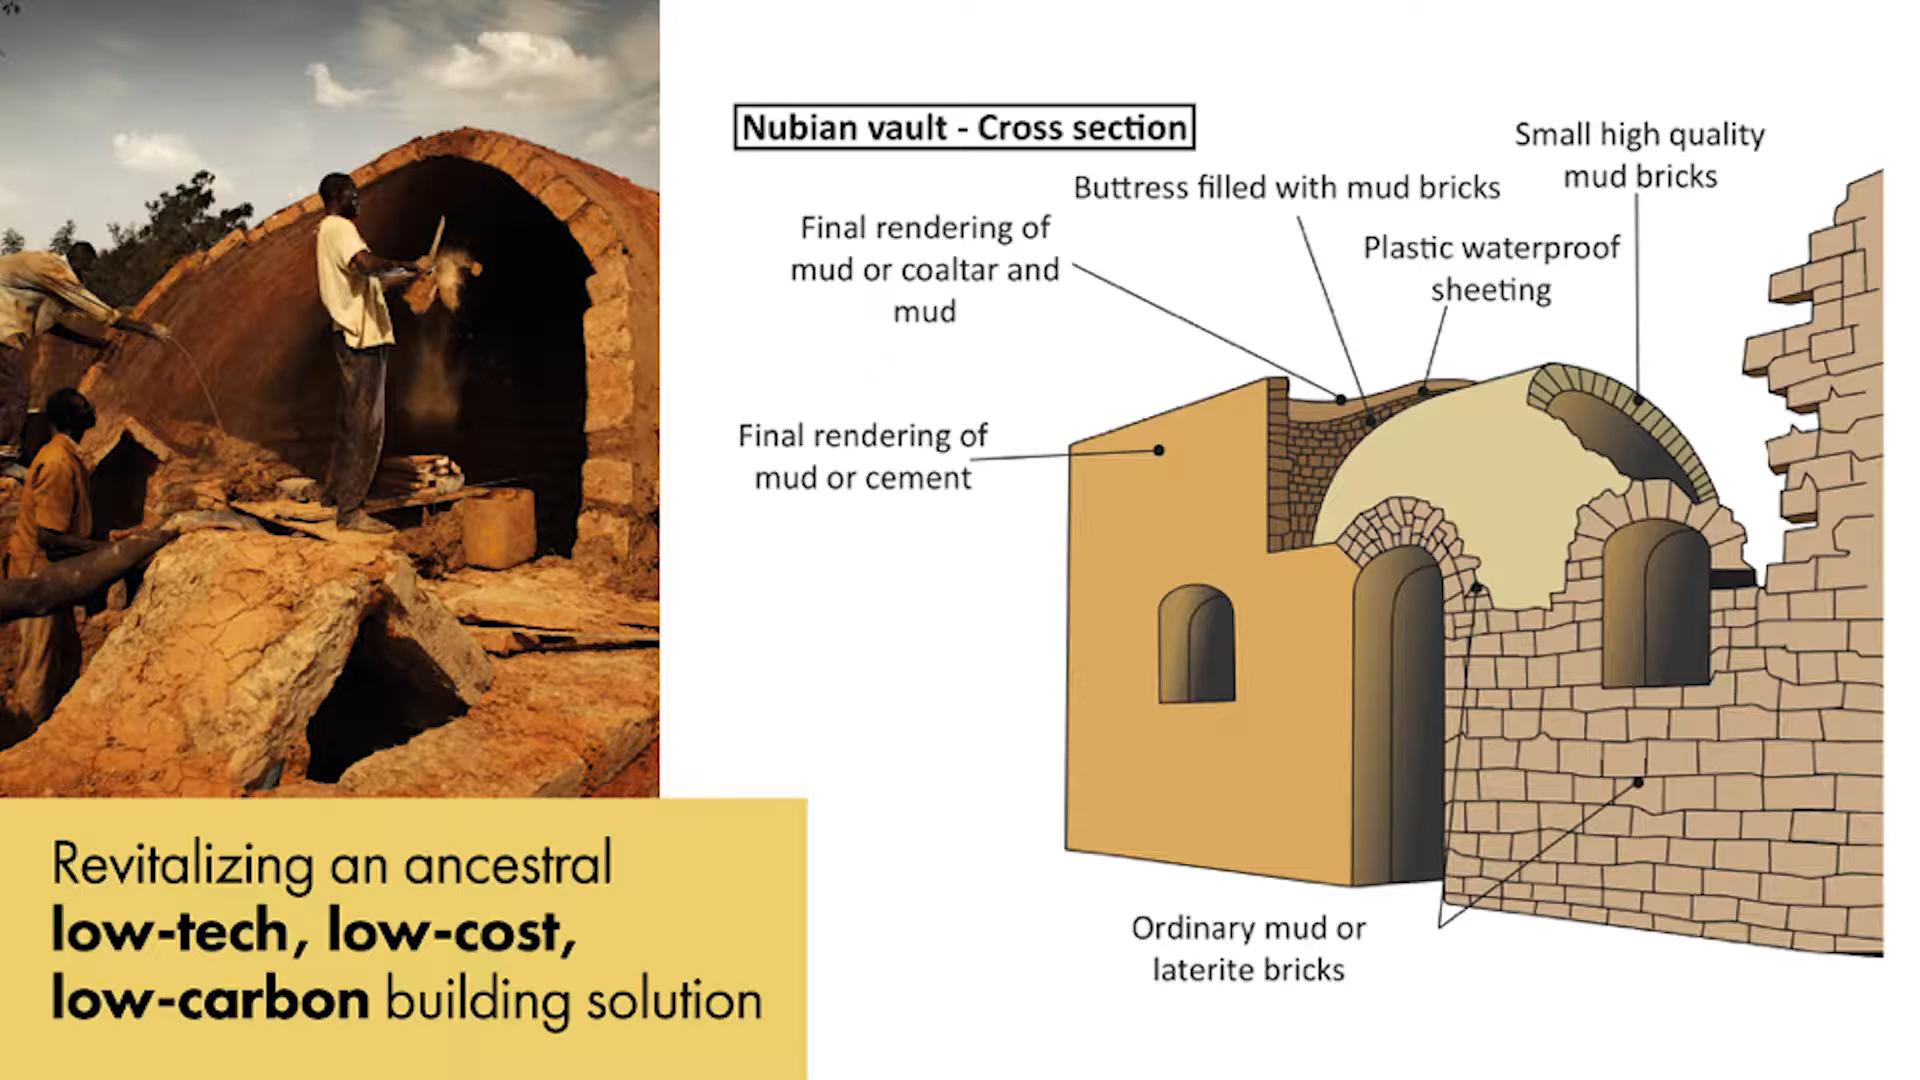 Nubian vault - Cross section
Small high quality
mud bricks
Buttress filled with mud bricks
Final rendering of
mud or coaltar and
mud
Plastic waterproof
sheeting
Final rendering of
mud or cement
Ordinary mud or
laterite bricks
Revitalizing an ancestral
low-tech, low-cost,
low-carbon building solution